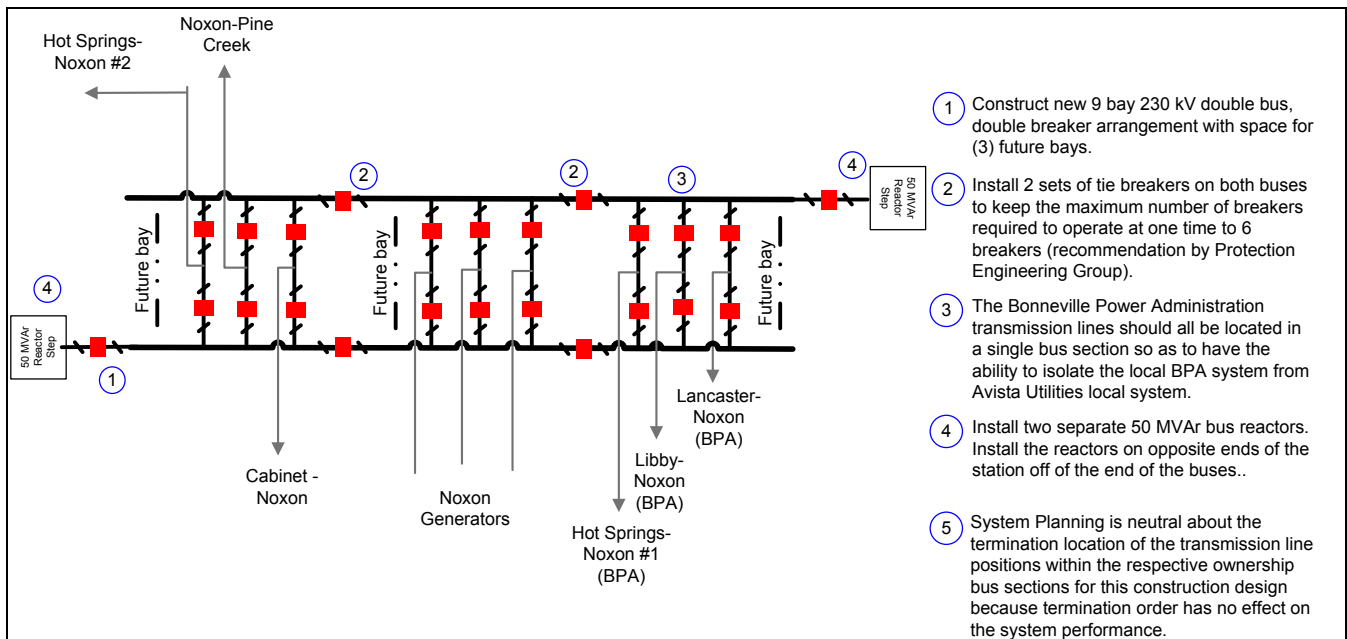 Noxon-Pine
Creek
Hot Springs-
Noxon #2
2
2
3
4
50 MVAr
Reactor
Step
Future bay
Future bay
Future bay
4
50 MVAr
Reactor
Step
1
Cabinet -
Noxon
Noxon
Generators
Lancaster-
Noxon
(BPA)
Libby-
Noxon
(BPA)
Hot Springs-
Noxon #1
(BPA)
1 Construct new 9 bay 230 kV double bus,
double breaker arrangement with space for
(3) future bays.
2 Install 2 sets of tie breakers on both buses
to keep the maximum number of breakers
required to operate at one time to 6
breakers (recommendation by Protection
Engineering Group).
3 The Bonneville Power Administration
transmission lines should all be located in
a single bus section so as to have the
ability to isolate the local BPA system from
Avista Utilities local system.
4 Install two separate 50 MVAr bus reactors.
Install the reactors on opposite ends of the
station off of the end of the buses..
5 System Planning is neutral about the
termination location of the transmission line
positions within the respective ownership
bus sections for this construction design
because termination order has no effect on
the system performance.